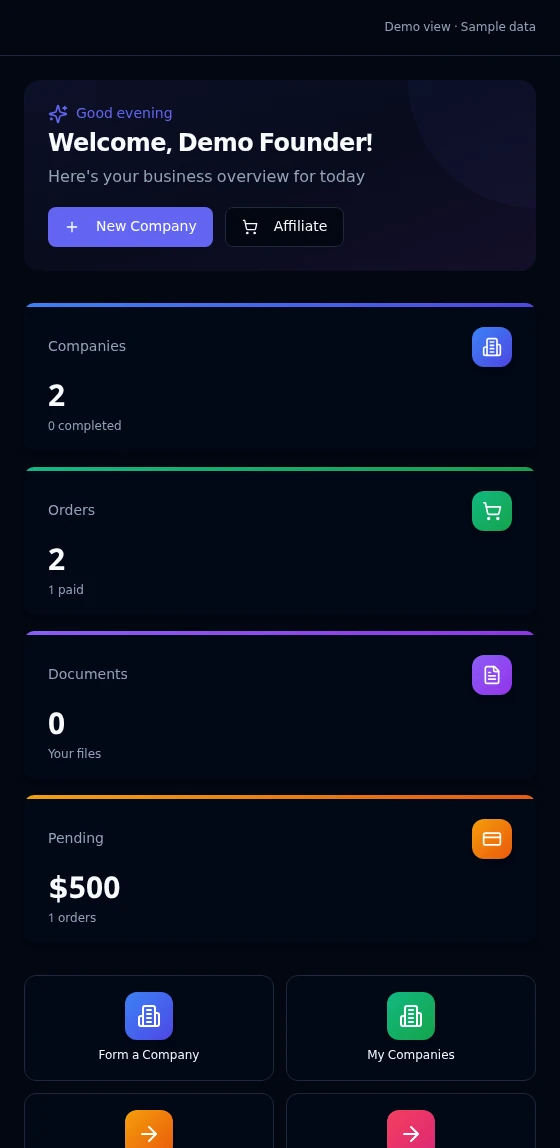 Demo view · Sample data
Good evening
Welcome, Demo Founder!
Here's your business overview for today
New Company
Affiliate
Companies
2
0 completed
Orders
2
1 paid
Documents
0
Your files
Pending
$500
1 orders
Form a Company
My Companies